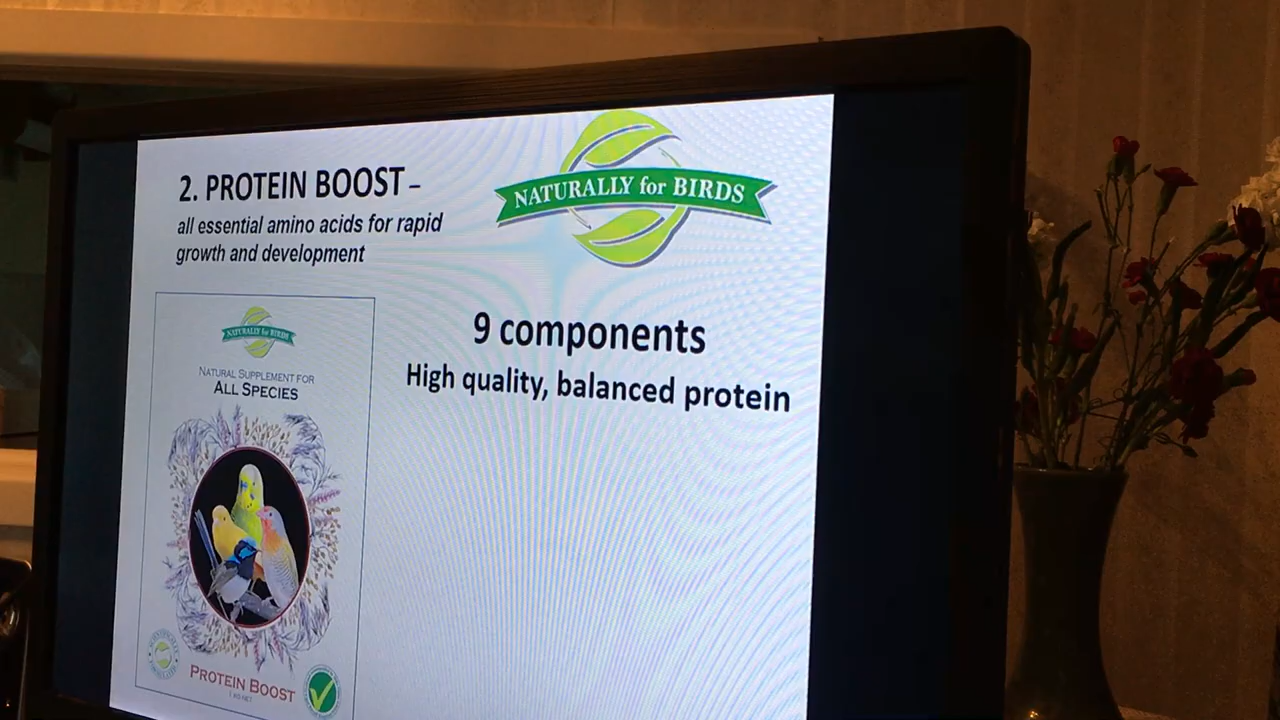 2. PROTEIN BOOST –
all essential amino acids for rapid
growth and development
NATURALLY for BIRDS
9 components
High quality, balanced protein
NATURALLY for BIRDS
NATURAL SUPPLEMENT FOR
ALL SPECIES
PROTEIN BOOST